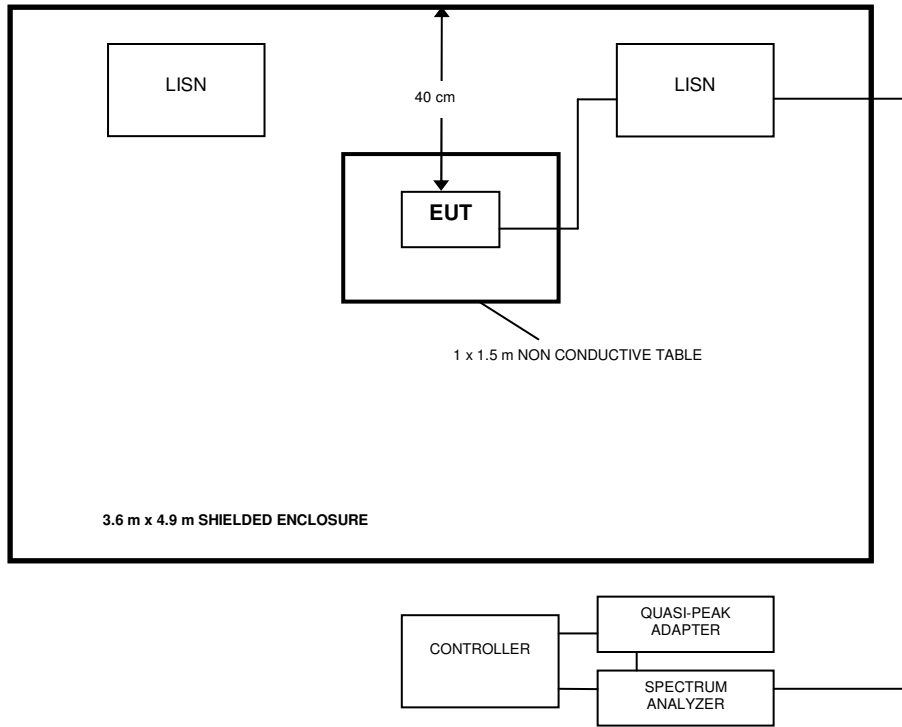 LISN
LISN
40 cm
EUT
1 x 1.5 m NON CONDUCTIVE TABLE
3.6 m x 4.9 m SHIELDED ENCLOSURE
QUASI-PEAK
ADAPTER
CONTROLLER
SPECTRUM
ANALYZER